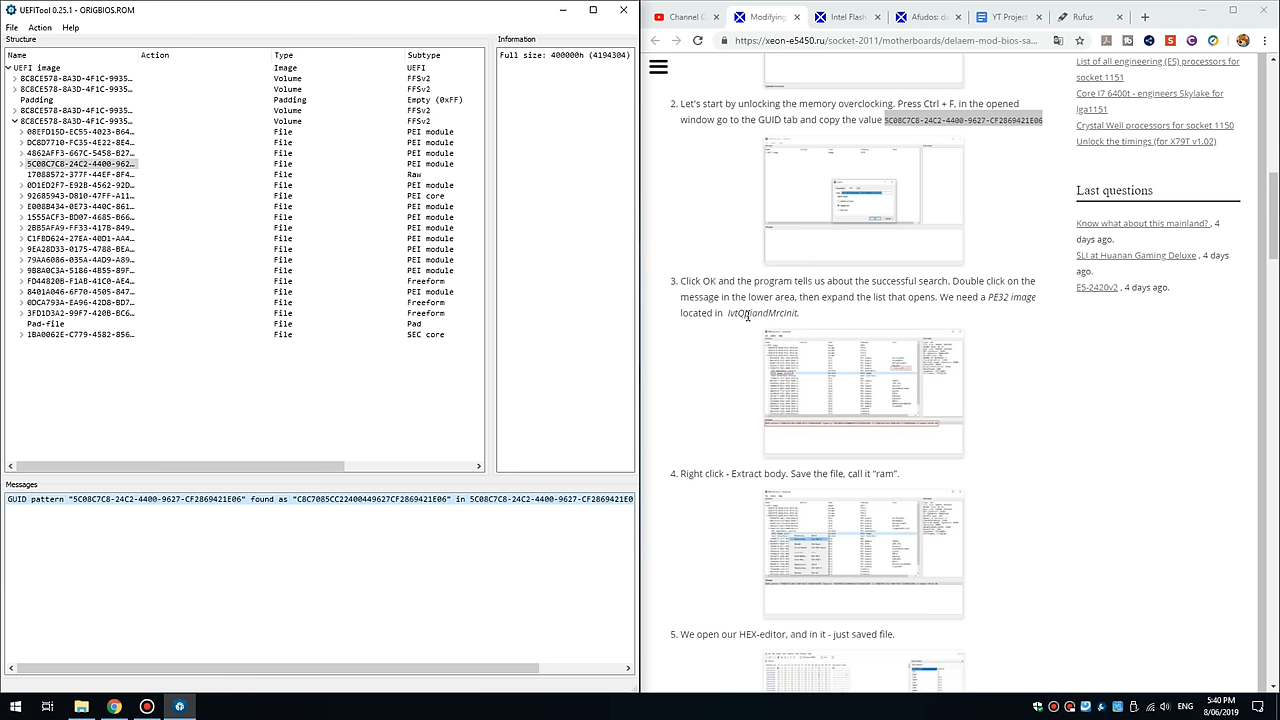 UEFITool 0.25.1 - ORIGBIOS.ROM
File Action Help
Structure
Name Action Type Subtype
UEFI image Image UEFI
8C8CE578-8A3D-4F1C-9935… Volume FFSv2
8C8CE578-8A3D-4F1C-9935… Volume FFSv2
Padding Padding Empty (0xFF)
8C8CE578-8A3D-4F1C-9935… Volume FFSv2
8C8CE578-8A3D-4F1C-9935… Volume FFSv2
08EFD15D-EC55-4023-B64… File PEI module
DC8D7734-5F2E-FE22-8E4… File PEI module
File PEI module
5C08C7C8-24C2-4400-962… File PEI module
17088572-377F-44EF-8F4… File Raw
0D1ED2F7-E92B-4562-92D… File PEI module
92685943-D810-47FF-A11… File PEI core
E008B434-0E73-440C-861… File PEI module
1555ACF3-BD07-4685-B66… File PEI module
2BB5AFA9-FF33-417B-849… File PEI module
C1FBD624-27EA-40D1-AA4… File PEI module
9EA28D33-0175-4788-BEA… File PEI module
79AA6086-035A-4AD9-A89… File PEI module
9B8A0C3A-5186-4B55-89F… File PEI module
FD44820B-F1AB-41C0-AE4… File Freeform
8401A046-6F70-4505-847… File PEI module
0DCA793A-EA96-42D8-BD7… File Freeform
3FD1D3A2-99F7-420B-BC6… File Freeform
Pad-file File Pad
1BA0062E-C779-4582-856… File SEC core
Information
Full size: 400000h (4194304)
Messages
GUID pattern "5C08C7C8-24C2-4400-9627-CF2869421E06" found as "C8C7085CC22400449627CF2869421E06" in 5C08C7C8-24C2-4400-9627-CF2869421E0
Channel C
Modifying
Intel Flash
Afudos: de
YT Project
Rufus
https://xeon-e5450.ru/socket-2011/motherboards/delaem-mod-bios-sa…
2. Let's start by unlocking the memory overclocking. Press Ctrl + F, in the opened
window go to the GUID tab and copy the value 5C08C7C8-24C2-4400-9627-CF2869421E06
3. Click OK and the program tells us about the successful search. Double click on the
message in the lower area, then expand the list that opens. We need a PE32 image
located in IvtQpiandMrcInit.
4. Right click - Extract body. Save the file, call it “ram”.
5. We open our HEX-editor, and in it - just saved file.
List of all engineering (ES) processors for
socket 1151
Core I7 6400t - engineers Skylake for
lga1151
Crystal Well processors for socket 1150
Unlock the timings (for X79T v1.02)
Last questions
Know what about this mainland? , 4
days ago.
SLI at Huanan Gaming Deluxe , 4 days
ago.
E5-2420v2 , 4 days ago.
ENG
5:40 PM
8/06/2019